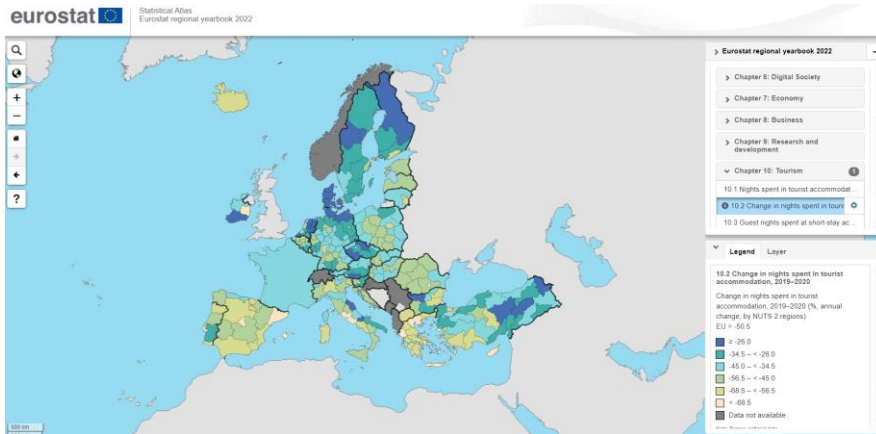 eurostat
Statistical Atlas
Eurostat regional yearbook 2022
Eurostat regional yearbook 2022
Chapter 6: Digital Society
Chapter 7: Economy
Chapter 8: Business
Chapter 9: Research and
development
Chapter 10: Tourism
1
10.1 Nights spent in tourist accommodat...
10.2 Change in nights spent in touris
10.3 Guest nights spent at short-stay ac...
Legend Layer
10.2 Change in nights spent in tourist
accommodation, 2019–2020
Change in nights spent in tourist
accommodation, 2019–2020 (%, annual
change, by NUTS 2 regions)
EU = -50.5
≥ -26.0
-34.5 – < -26.0
-45.0 – < -34.5
-56.5 – < -45.0
-68.5 – < -56.5
< -68.5
Data not available
500 km